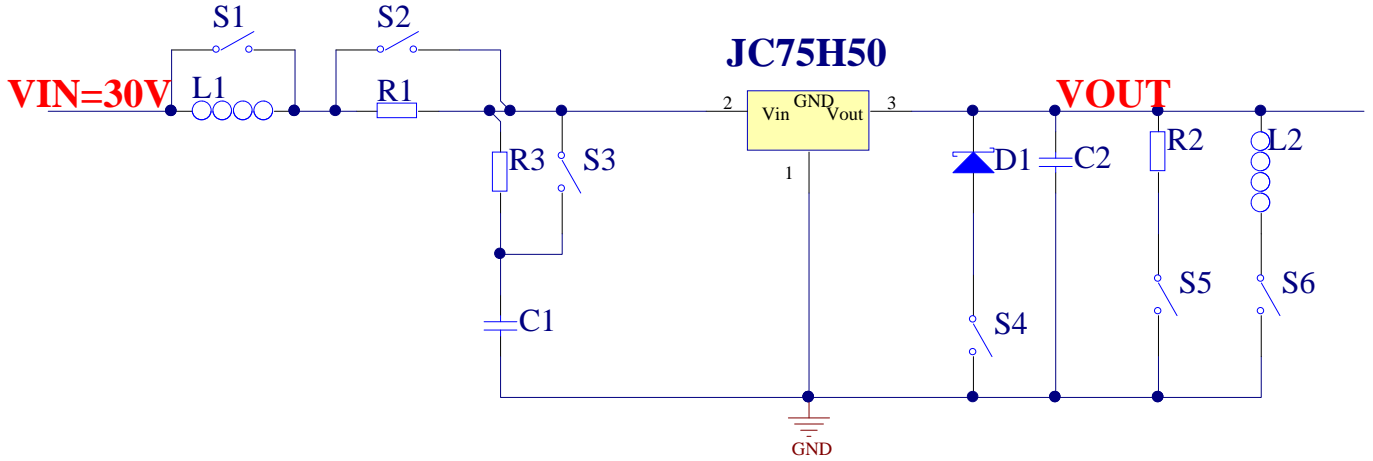 S1
S2
JC75H50
VIN=30V
L1
R1
2
GND
3
VOUT
Vin
Vout
R3
S3
1
D1
C2
R2
L2
S5
S6
C1
S4
GND